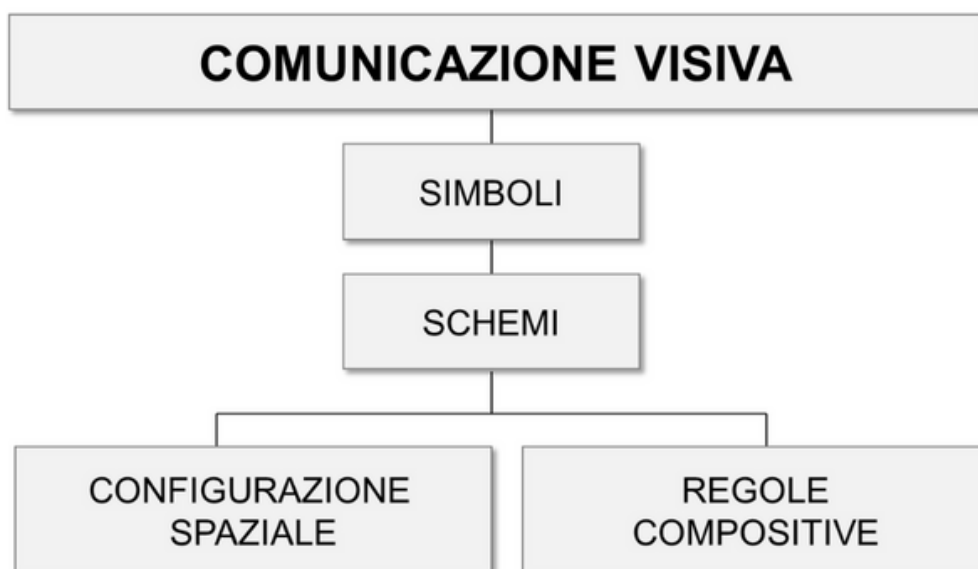 COMUNICAZIONE VISIVA
SIMBOLI
SCHEMI
CONFIGURAZIONE
SPAZIALE
REGOLE
COMPOSITIVE